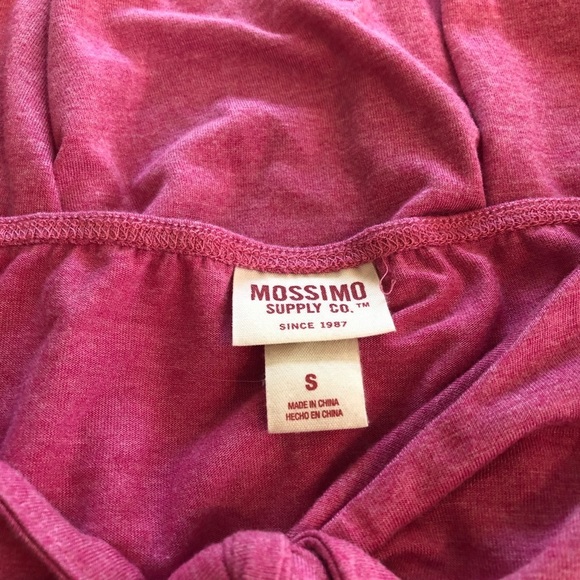 MOSSIMO
SUPPLY CO.™
SINCE 1987
S
MADE IN CHINA
HECHO EN CHINA